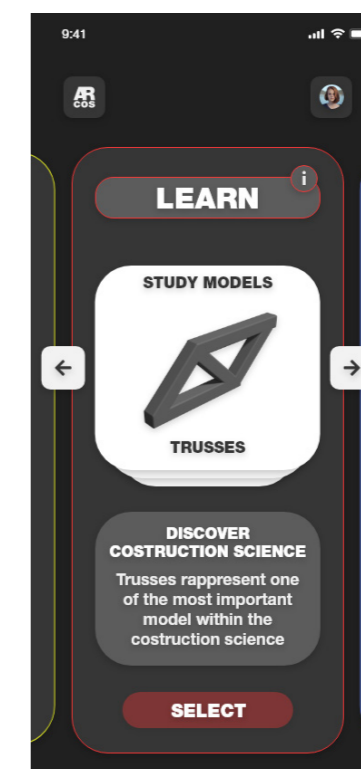 9:41
AR
COS
LEARN
i
STUDY MODELS
TRUSSES
DISCOVER
COSTRUCTION SCIENCE
Trusses rappresent one
of the most important
model within the
costruction science
SELECT